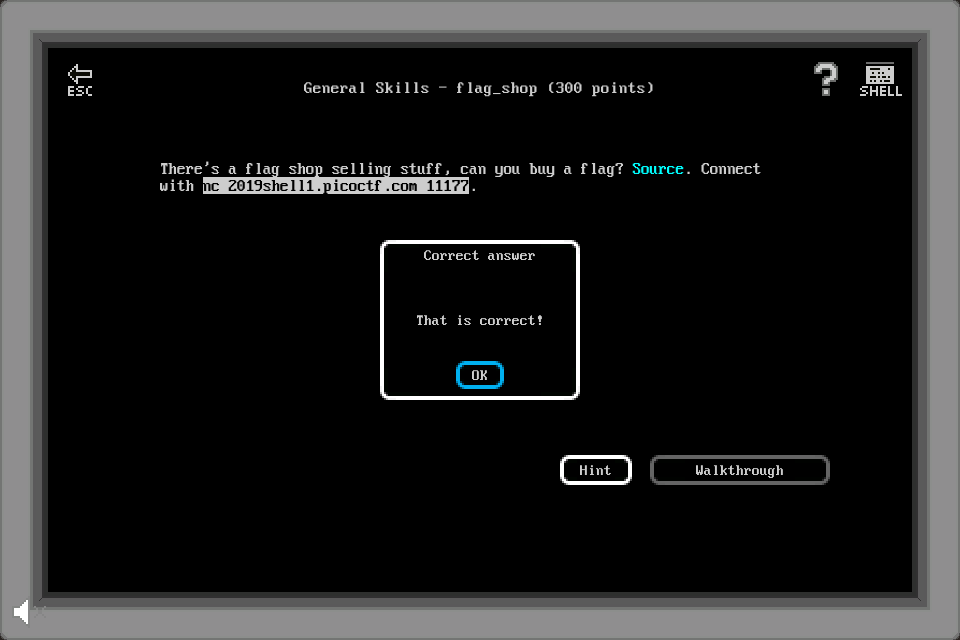 ESC
General Skills - flag_shop (300 points)
SHELL
There's a flag shop selling stuff, can you buy a flag? Source. Connect
with nc 2019shell1.picoctf.com 11177.
Correct answer
That is correct!
OK
Hint
Walkthrough